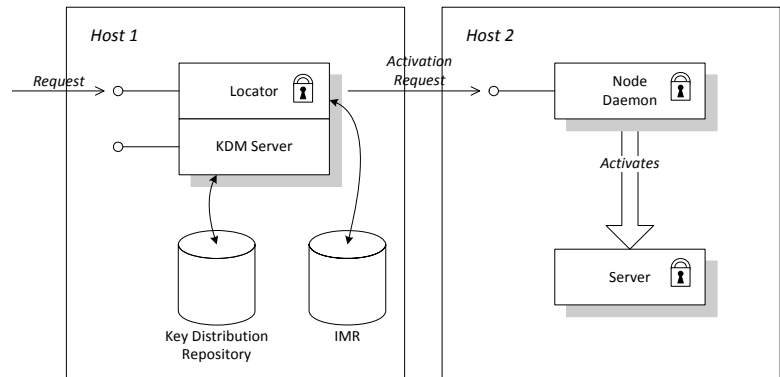 Host 1
Host 2
Request
Locator
Activation
Request
Node
Daemon
KDM Server
Activates
Server
Key Distribution
Repository
IMR